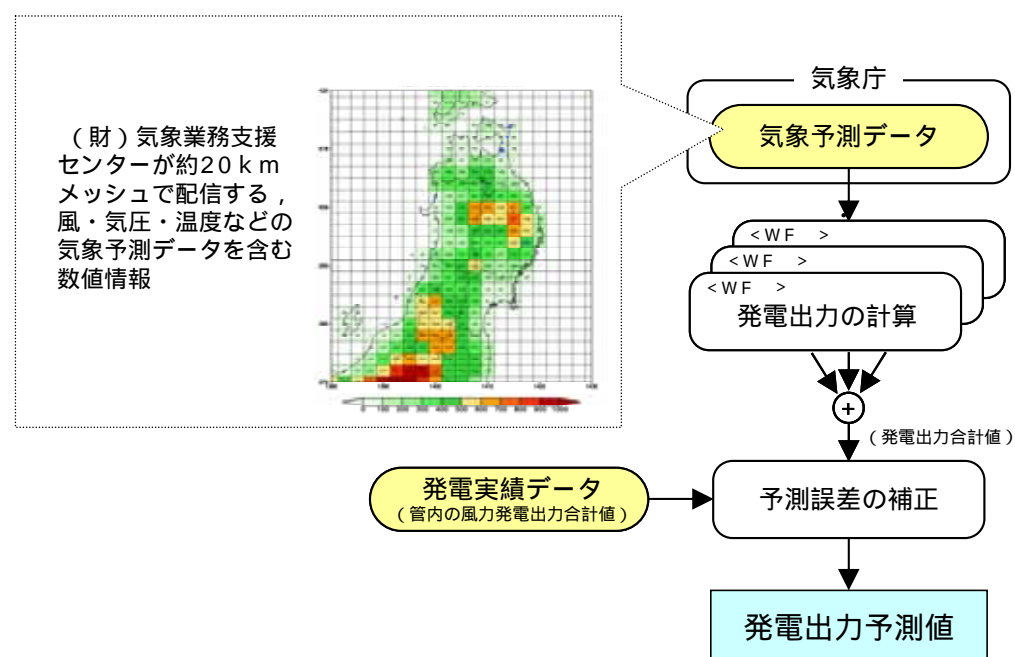 （財）気象業務支援
センターが約20ｋｍ
メッシュで配信する，
風・気圧・温度などの
気象予測データを含む
数値情報
気象庁
気象予測データ
＜ＷＦ　＞
＜ＷＦ　＞
＜ＷＦ　＞
発電出力の計算
+
（発電出力合計値）
発電実績データ
（管内の風力発電出力合計値）
予測誤差の補正
発電出力予測値